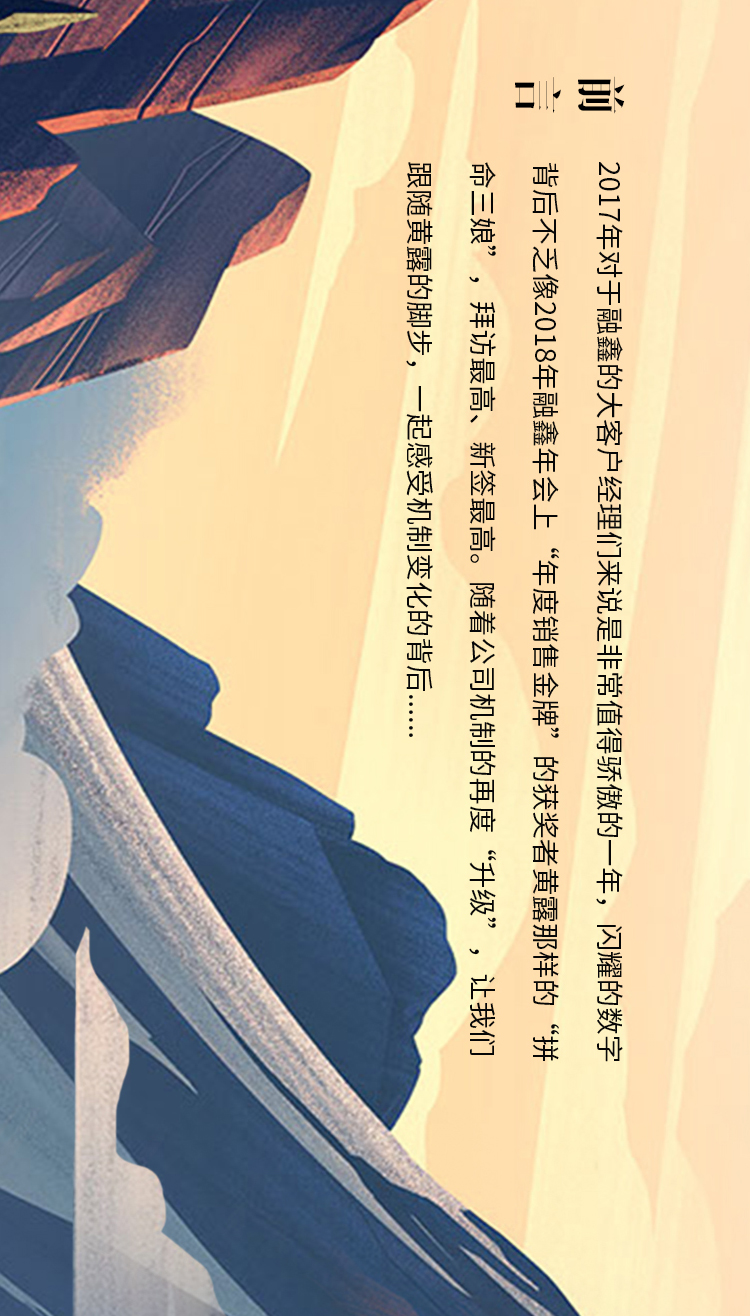 前言
2017年对于融鑫的大客户经理们来说是非常值得骄傲的一年，闪耀的数字
背后不乏像2018年融鑫年会上“年度销售金牌”的获奖者黄露那样的“拼
命三娘”，拜访最高、新签最高。随着公司机制的再度“升级”，让我们
跟随黄露的脚步，一起感受机制变化的背后……